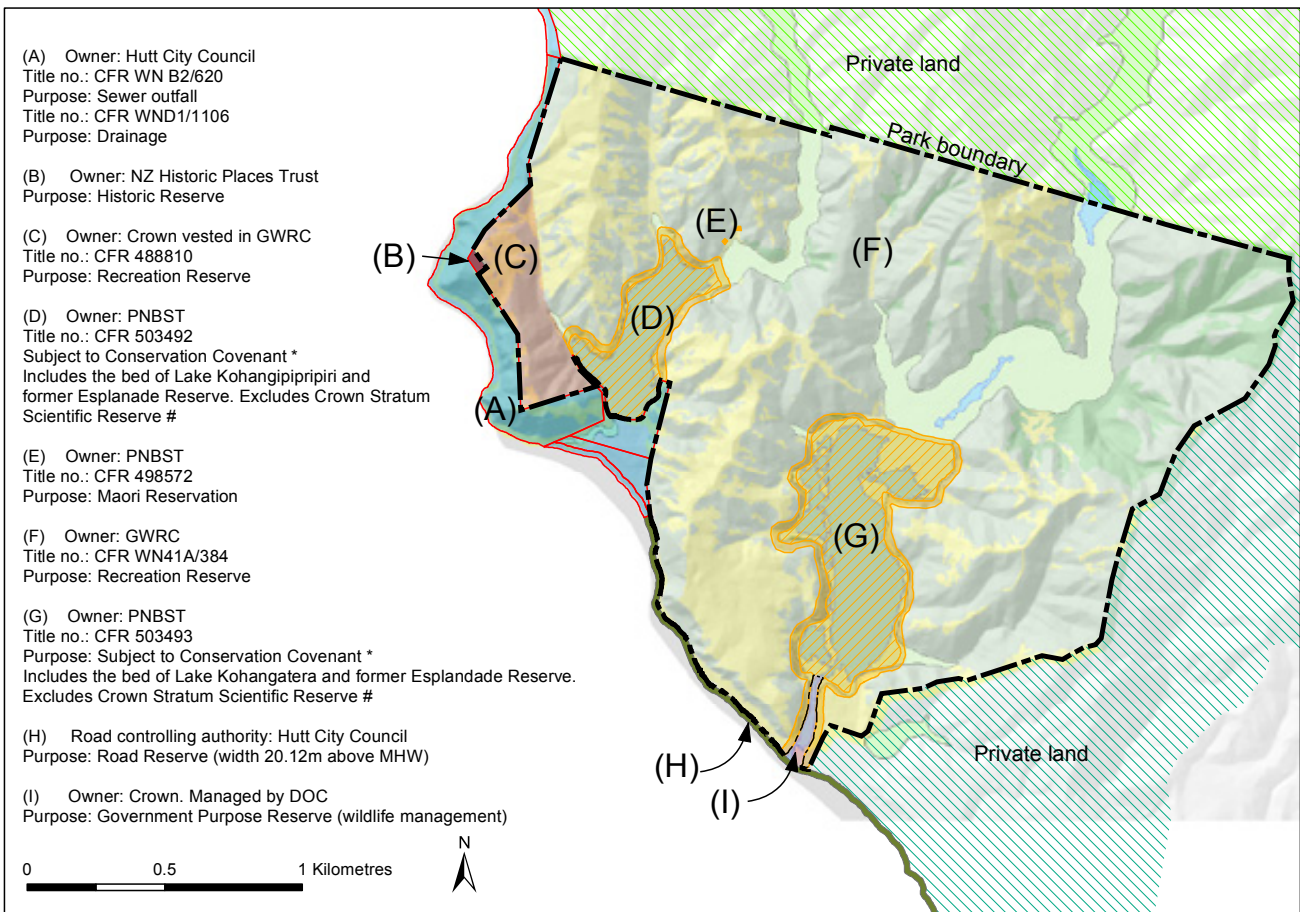 (A) Owner: Hutt City Council
Title no.: CFR WN B2/620
Purpose: Sewer outfall
Title no.: CFR WND1/1106
Purpose: Drainage
(B) Owner: NZ Historic Places Trust
Purpose: Historic Reserve
(C) Owner: Crown vested in GWRC
Title no.: CFR 488810
Purpose: Recreation Reserve
(D) Owner: PNBST
Title no.: CFR 503492
Subject to Conservation Covenant *
Includes the bed of Lake Kohangipipripiri and
former Esplanade Reserve. Excludes Crown Stratum
Scientific Reserve #
(E) Owner: PNBST
Title no.: CFR 498572
Purpose: Maori Reservation
(F) Owner: GWRC
Title no.: CFR WN41A/384
Purpose: Recreation Reserve
(G) Owner: PNBST
Title no.: CFR 503493
Purpose: Subject to Conservation Covenant *
Includes the bed of Lake Kohangatera and former Esplandade Reserve.
Excludes Crown Stratum Scientific Reserve #
(H) Road controlling authority: Hutt City Council
Purpose: Road Reserve (width 20.12m above MHW)
(I) Owner: Crown. Managed by DOC
Purpose: Government Purpose Reserve (wildlife management)
0 0.5 1 Kilometres
N
Private land
Park boundary
(E)
(F)
(B)
(C)
(D)
(A)
(G)
(H)
(I)
Private land